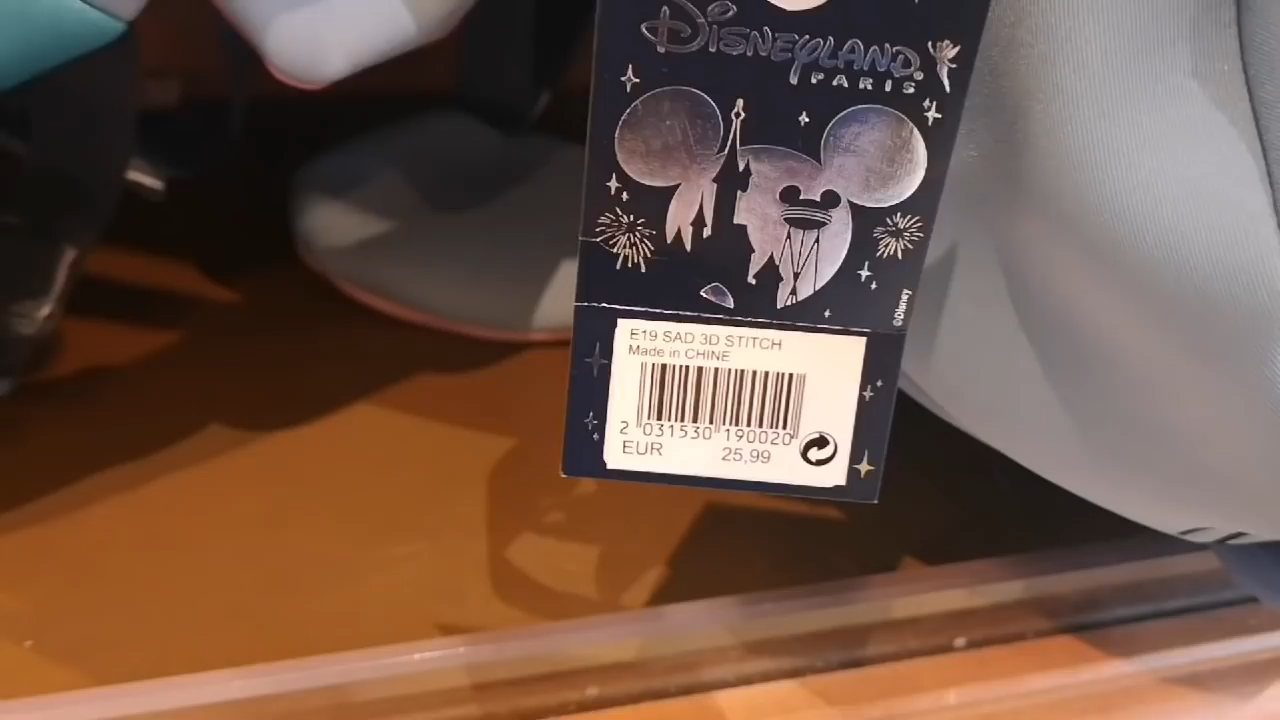 DISNEYLAND
PARIS
©Disney
E19 SAD 3D STITCH
Made in CHINE
2 031530 190020
EUR 25,99